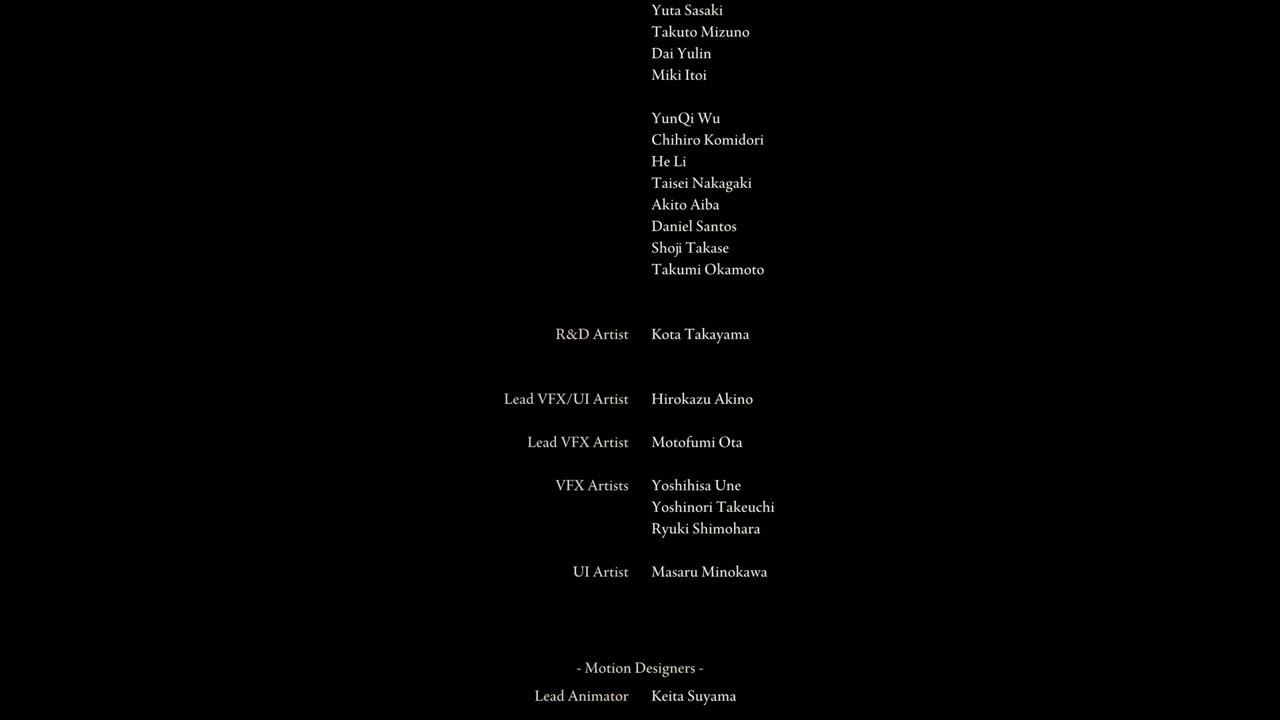 Yuta Sasaki
Takuto Mizuno
Dai Yulin
Miki Itoi
YunQi Wu
Chihiro Komidori
He Li
Taisei Nakagaki
Akito Aiba
Daniel Santos
Shoji Takase
Takumi Okamoto
R&D Artist Kota Takayama
Lead VFX/UI Artist Hirokazu Akino
Lead VFX Artist Motofumi Ota
VFX Artists Yoshihisa Une
Yoshinori Takeuchi
Ryuki Shimohara
UI Artist Masaru Minokawa
- Motion Designers -
Lead Animator Keita Suyama